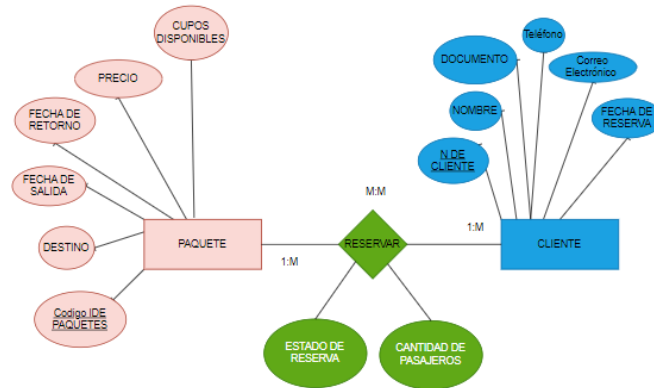 CUPOS
DISPONIBLES
PRECIO
FECHA DE
RETORNO
FECHA DE
SALIDA
DESTINO
Codigo IDE
PAQUETES
PAQUETE
1:M
M:M
RESERVAR
1:M
ESTADO DE
RESERVA
CANTIDAD DE
PASAJEROS
Teléfono
DOCUMENTO
Correo
Electrónico
NOMBRE
FECHA DE
RESERVA
N DE
CLIENTE
CLIENTE